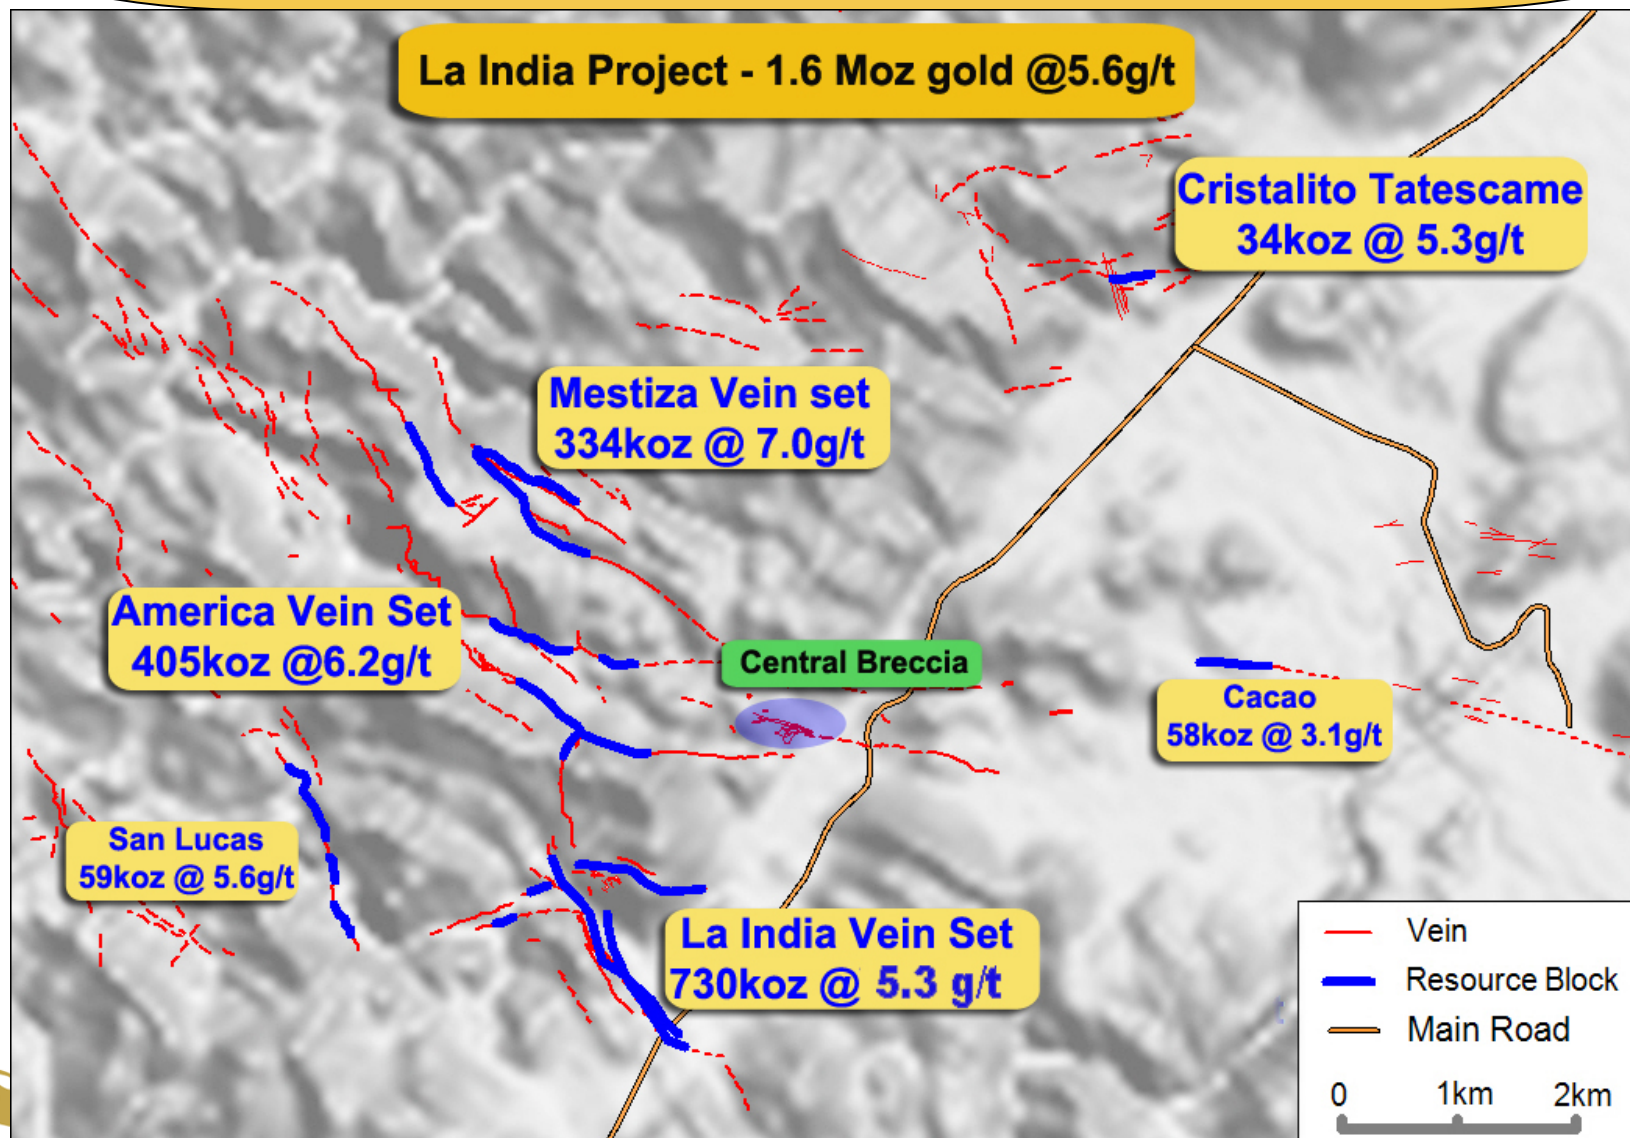 La India Project - 1.6 Moz gold @5.6g/t
Cristalito Tatescame
34koz @ 5.3g/t
Mestiza Vein set
334koz @ 7.0g/t
America Vein Set
405koz @6.2g/t
Central Breccia
Cacao
58koz @ 3.1g/t
San Lucas
59koz @ 5.6g/t
La India Vein Set
730koz @ 5.3 g/t
Vein
Resource Block
Main Road
0 1km 2km